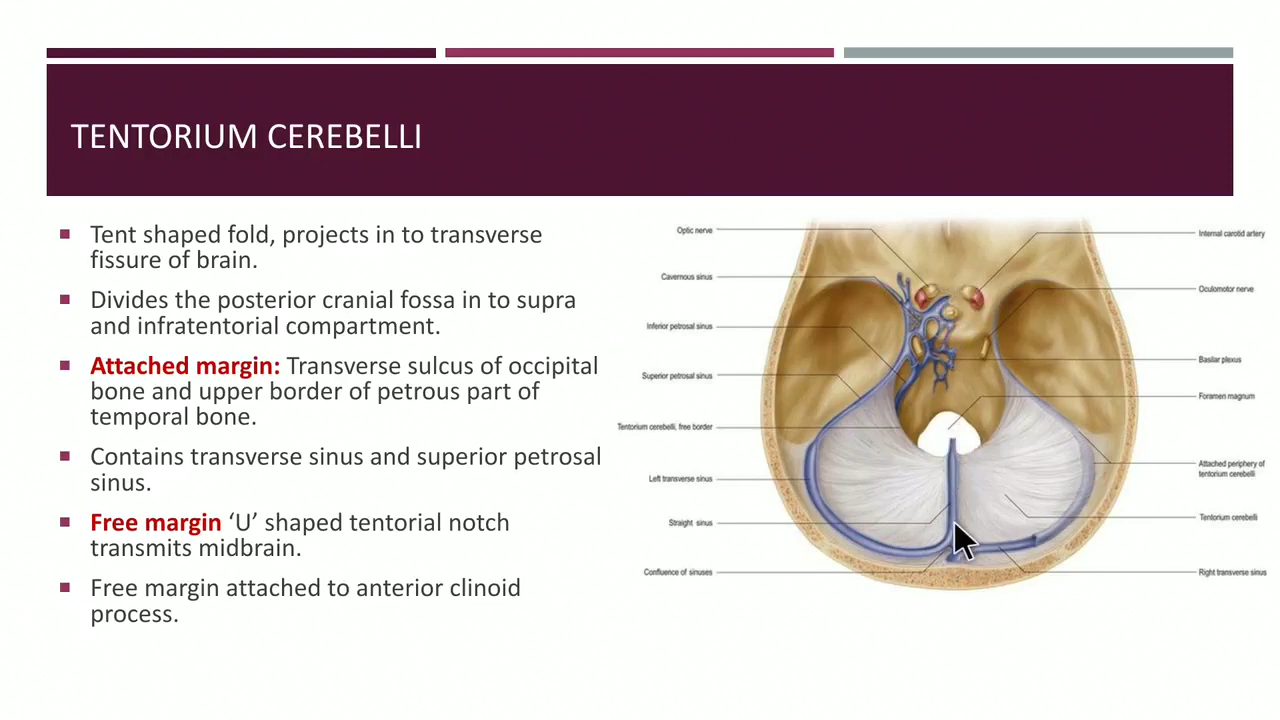 TENTORIUM CEREBELLI
Tent shaped fold, projects in to transverse
fissure of brain.
Divides the posterior cranial fossa in to supra
and infratentorial compartment.
Attached margin: Transverse sulcus of occipital
bone and upper border of petrous part of
temporal bone.
Contains transverse sinus and superior petrosal
sinus.
Free margin ‘U’ shaped tentorial notch
transmits midbrain.
Free margin attached to anterior clinoid
process.
Optic nerve
Cavernous sinus
Inferior petrosal sinus
Superior petrosal sinus
Tentorium cerebelli, free border
Left transverse sinus
Straight sinus
Confluence of sinuses
Internal carotid artery
Oculomotor nerve
Basilar plexus
Foramen magnum
Attached periphery of
tentorium cerebelli
Tentorium cerebelli
Right transverse sinus